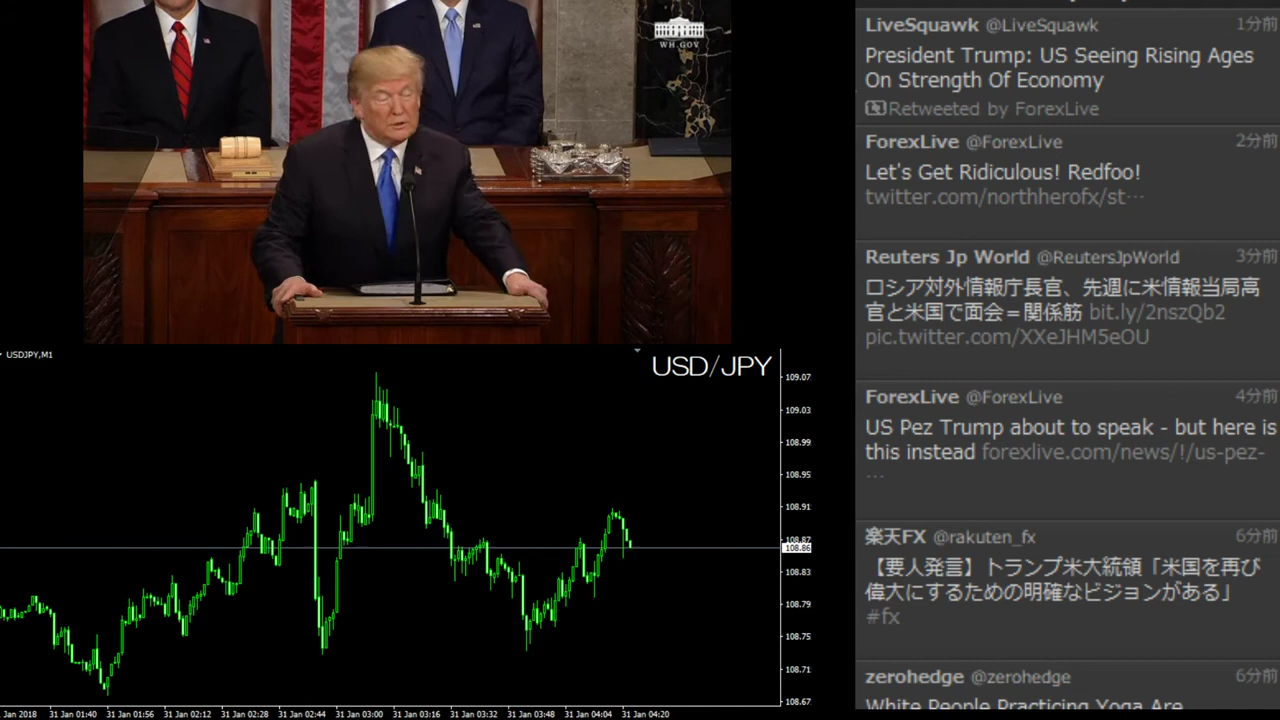 WH.GOV
USDJPY,M1
USD/JPY
109.07
109.03
108.99
108.95
108.91
108.87
108.86
108.83
108.79
108.75
108.71
108.67
Jan 2018
31 Jan 01:40
31 Jan 01:56
31 Jan 02:12
31 Jan 02:28
31 Jan 02:44
31 Jan 03:00
31 Jan 03:16
31 Jan 03:32
31 Jan 03:48
31 Jan 04:04
31 Jan 04:20
LiveSquawk @LiveSquawk 1分前
President Trump: US Seeing Rising Ages
On Strength Of Economy
Retweeted by ForexLive
ForexLive @ForexLive 2分前
Let's Get Ridiculous! Redfoo!
twitter.com/northherofx/st…
Reuters Jp World @ReutersJpWorld 3分前
ロシア対外情報庁長官、先週に米情報当局高
官と米国で面会＝関係筋 bit.ly/2nszQb2
pic.twitter.com/XXeJHM5eOU
ForexLive @ForexLive 4分前
US Pez Trump about to speak - but here is
this instead forexlive.com/news/!/us-pez-
…
楽天FX @rakuten_fx 6分前
【要人発言】トランプ米大統領「米国を再び
偉大にするための明確なビジョンがある」
#fx
zerohedge @zerohedge 6分前
White People Practicing Yoga Are